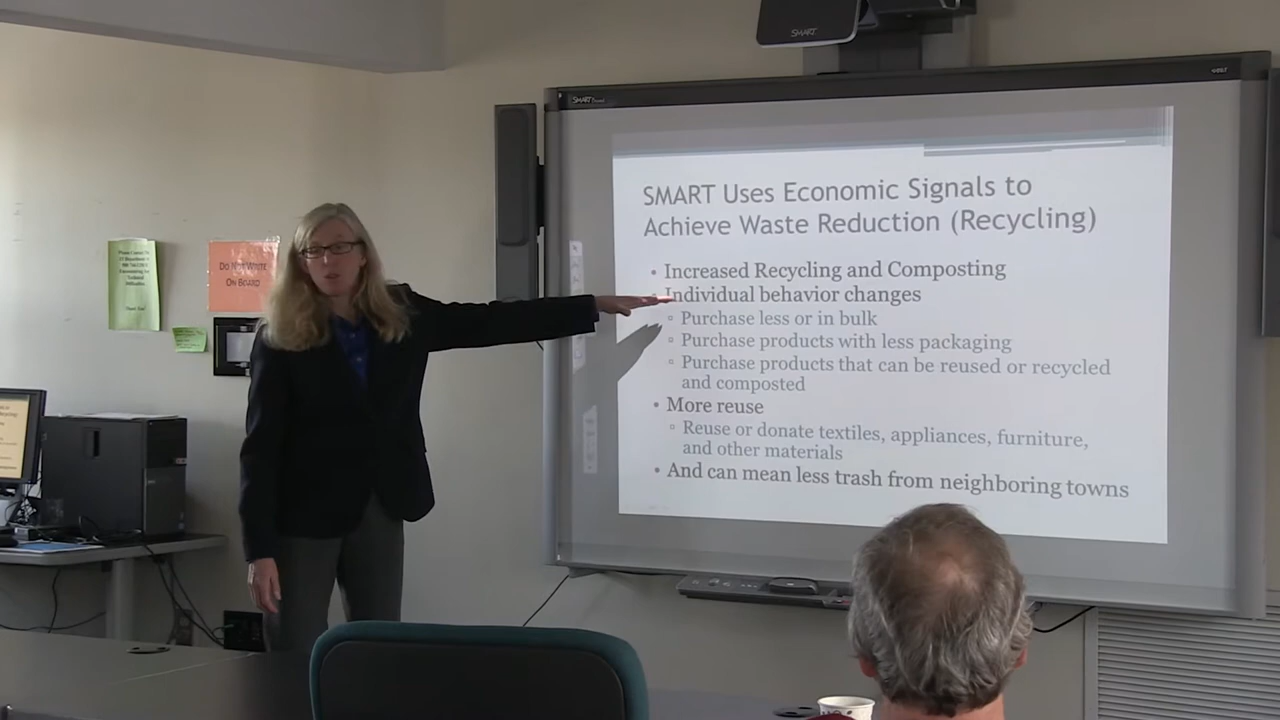 SMART
SMART
SMART Uses Economic Signals to
Achieve Waste Reduction (Recycling)
• Increased Recycling and Composting
• Individual behavior changes
▫ Purchase less or in bulk
▫ Purchase products with less packaging
▫ Purchase products that can be reused or recycled
and composted
• More reuse
▫ Reuse or donate textiles, appliances, furniture,
and other materials
• And can mean less trash from neighboring towns
Do Not Write
On Board